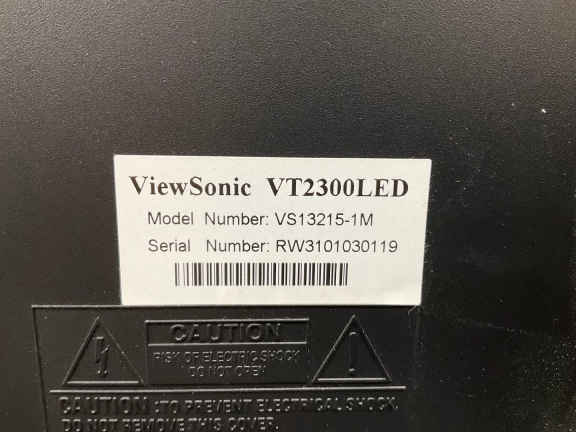 ViewSonic VT2300LED
Model Number: VS13215-1M
Serial Number: RW3101030119
CAUTION
RISK OF ELECTRIC SHOCK
DO NOT OPEN
CAUTION :TO PREVENT ELECTRICAL SHOCK
DO NOT REMOVE THIS COVER.